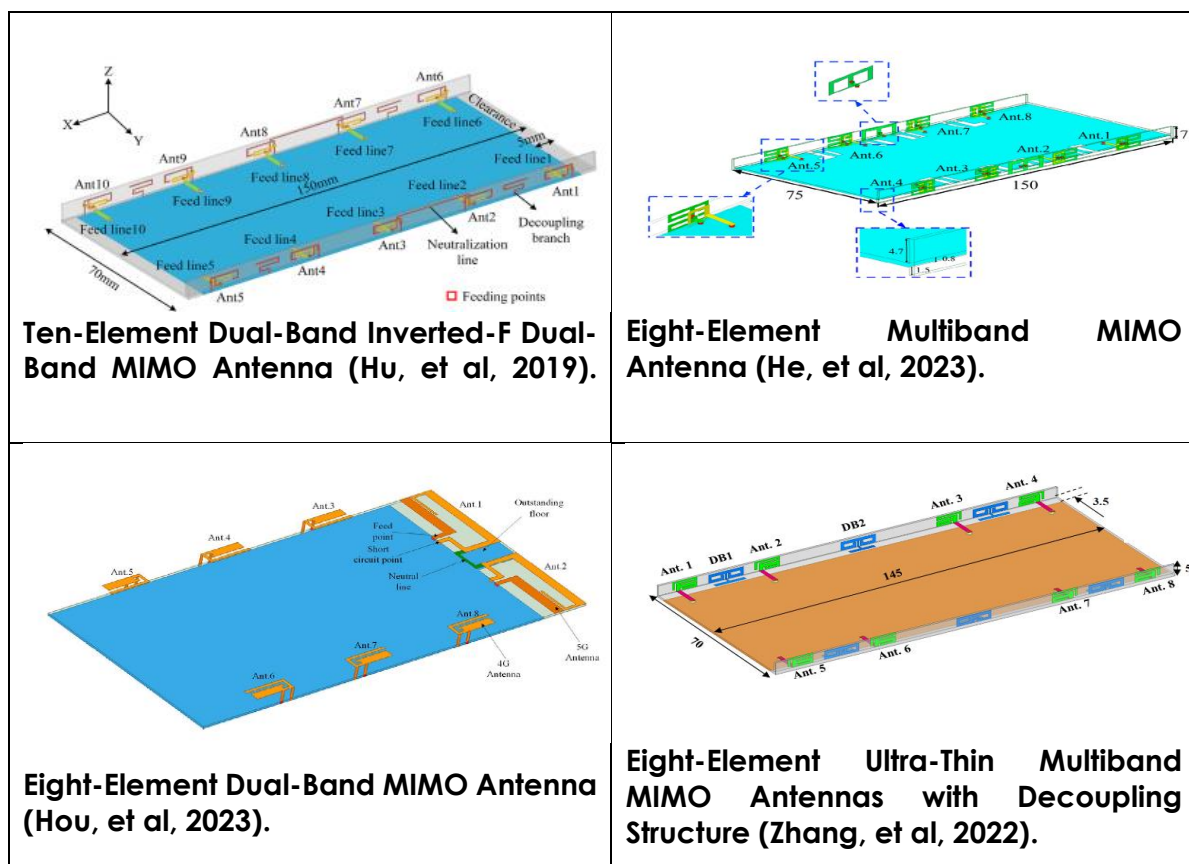 Z
X
Y
Ant6
Ant7
Ant8
Ant9
Ant10
Clearance
5mm
Feed line6
Feed line7
Feed line8
Feed line9
Feed line10
150mm
Feed line1
Feed line2
Feed line3
Feed lin4
Feed line5
Ant1
Ant2
Ant3
Ant4
Ant5
Decoupling
branch
Neutralization
line
70mm
Feeding points
Ten-Element Dual-Band Inverted-F Dual-
Band MIMO Antenna (Hu, et al, 2019).
Ant.8
Ant.7
Ant.6
Ant.5
Ant.1
Ant.2
Ant.3
Ant.4
7
75
150
4.7
1
0.8
1.5
Eight-Element Multiband MIMO
Antenna (He, et al, 2023).
Ant.1
Ant.3
Outstanding
floor
Feed
point
Short
circuit point
Ant.4
Neutral
line
Ant.2
Ant.5
Ant.8
Ant.7
Ant.6
4G
Antenna
5G
Antenna
Eight-Element Dual-Band MIMO Antenna
(Hou, et al, 2023).
Ant. 4
Ant. 3
3.5
DB2
Ant. 2
DB1
Ant. 1
145
5
70
Ant. 8
Ant. 7
Ant. 6
Ant. 5
Eight-Element Ultra-Thin Multiband
MIMO Antennas with Decoupling
Structure (Zhang, et al, 2022).